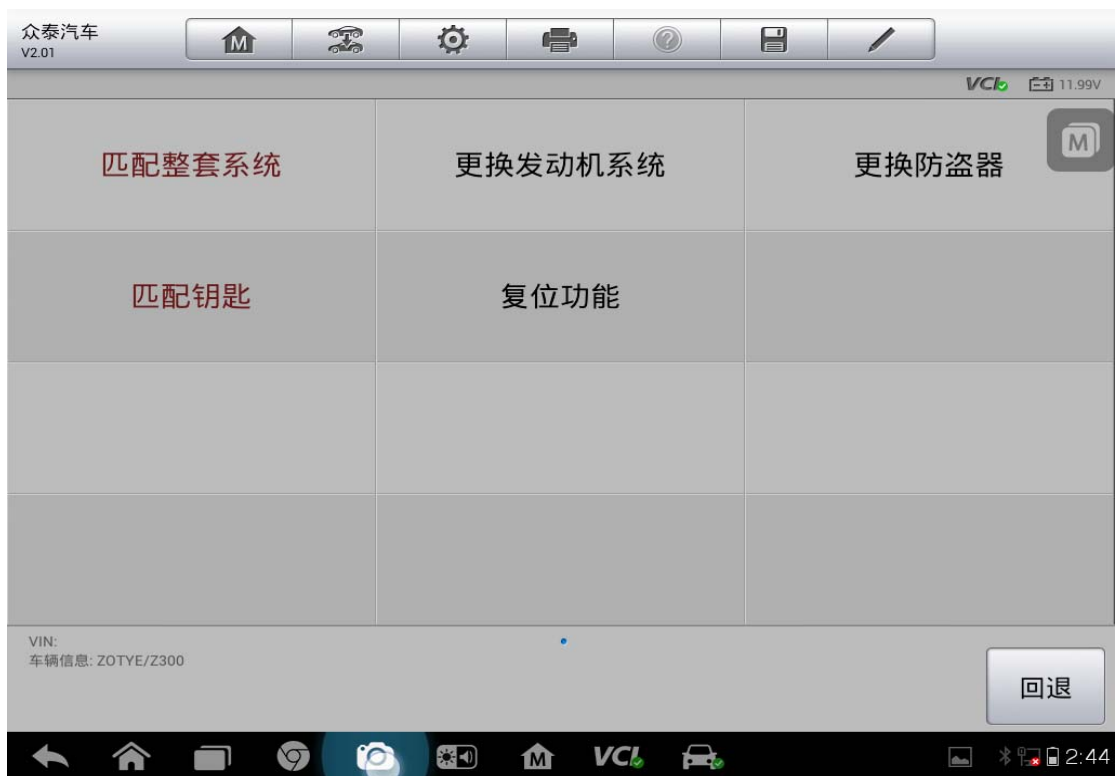 众泰汽车
V2.01
M
VCI 11.99V
M
匹配整套系统 更换发动机系统 更换防盗器
匹配钥匙 复位功能
VIN:
车辆信息: ZOTYE/Z300
回退
M VCI 2:44